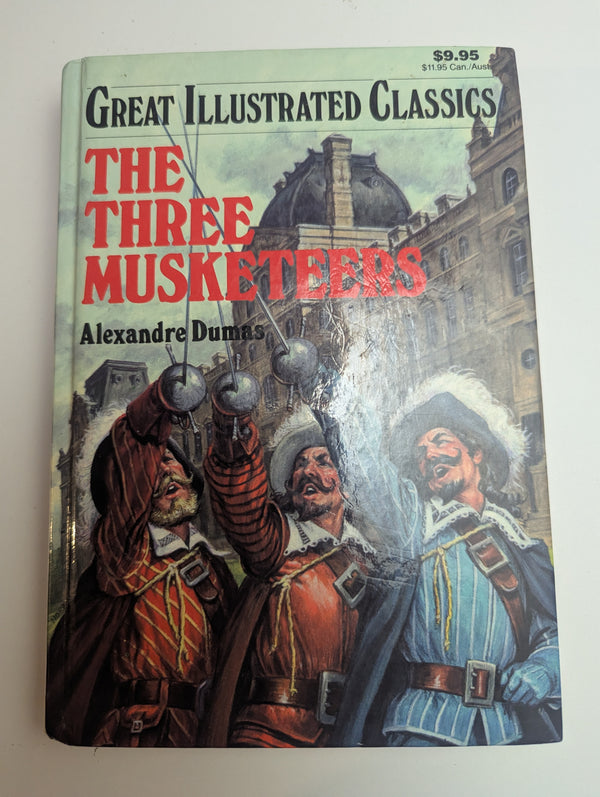 $9.95
$11.95 Can./Aust.
GREAT ILLUSTRATED CLASSICS
THE
THREE
MUSKETEERS
Alexandre Dumas